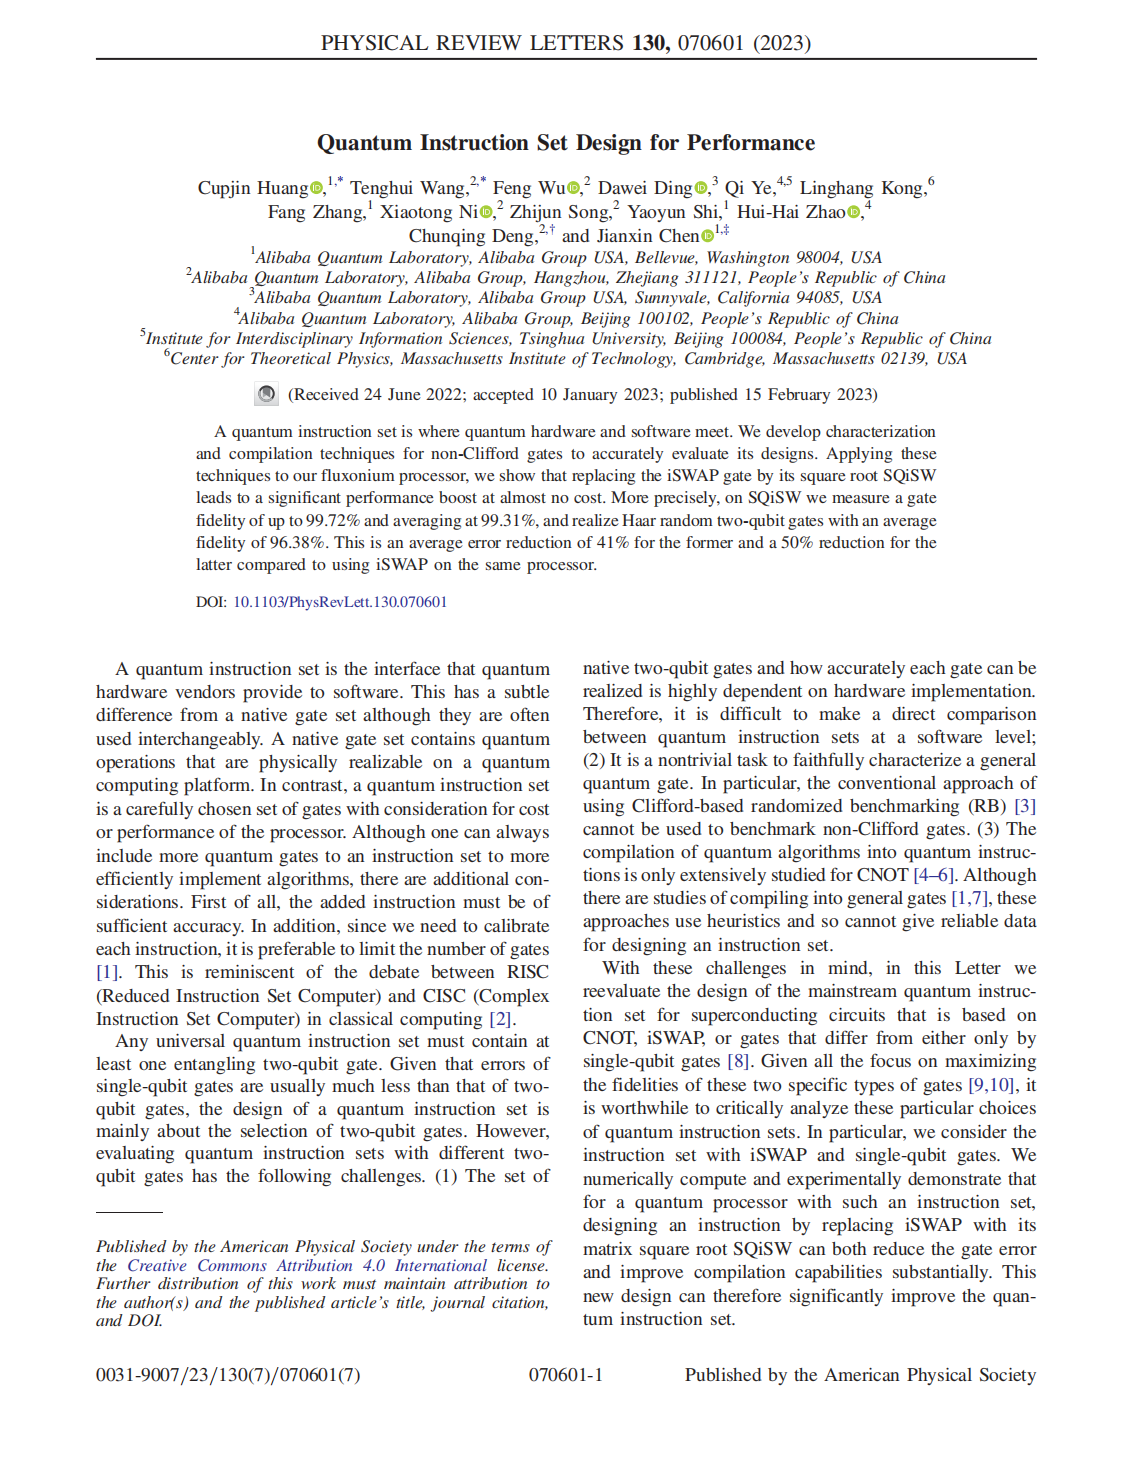 PHYSICAL REVIEW LETTERS 130, 070601 (2023)
Quantum Instruction Set Design for Performance
Cupjin Huang,1,* Tenghui Wang,2,* Feng Wu,2 Dawei Ding,3 Qi Ye,4,5 Linghang Kong,6
Fang Zhang,1 Xiaotong Ni,2 Zhijun Song,2 Yaoyun Shi,1 Hui-Hai Zhao,4
Chunqing Deng,2,† and Jianxin Chen1,‡
1Alibaba Quantum Laboratory, Alibaba Group USA, Bellevue, Washington 98004, USA
2Alibaba Quantum Laboratory, Alibaba Group, Hangzhou, Zhejiang 311121, People's Republic of China
3Alibaba Quantum Laboratory, Alibaba Group USA, Sunnyvale, California 94085, USA
4Alibaba Quantum Laboratory, Alibaba Group, Beijing 100102, People's Republic of China
5Institute for Interdisciplinary Information Sciences, Tsinghua University, Beijing 100084, People's Republic of China
6Center for Theoretical Physics, Massachusetts Institute of Technology, Cambridge, Massachusetts 02139, USA
(Received 24 June 2022; accepted 10 January 2023; published 15 February 2023)
A quantum instruction set is where quantum hardware and software meet. We develop characterization
and compilation techniques for non-Clifford gates to accurately evaluate its designs. Applying these
techniques to our fluxonium processor, we show that replacing the iSWAP gate by its square root SQiSW
leads to a significant performance boost at almost no cost. More precisely, on SQiSW we measure a gate
fidelity of up to 99.72% and averaging at 99.31%, and realize Haar random two-qubit gates with an average
fidelity of 96.38%. This is an average error reduction of 41% for the former and a 50% reduction for the
latter compared to using iSWAP on the same processor.
DOI: 10.1103/PhysRevLett.130.070601
A quantum instruction set is the interface that quantum
hardware vendors provide to software. This has a subtle
difference from a native gate set although they are often
used interchangeably. A native gate set contains quantum
operations that are physically realizable on a quantum
computing platform. In contrast, a quantum instruction set
is a carefully chosen set of gates with consideration for cost
or performance of the processor. Although one can always
include more quantum gates to an instruction set to more
efficiently implement algorithms, there are additional con-
siderations. First of all, the added instruction must be of
sufficient accuracy. In addition, since we need to calibrate
each instruction, it is preferable to limit the number of gates
[1]. This is reminiscent of the debate between RISC
(Reduced Instruction Set Computer) and CISC (Complex
Instruction Set Computer) in classical computing [2].
Any universal quantum instruction set must contain at
least one entangling two-qubit gate. Given that errors of
single-qubit gates are usually much less than that of two-
qubit gates, the design of a quantum instruction set is
mainly about the selection of two-qubit gates. However,
evaluating quantum instruction sets with different two-
qubit gates has the following challenges. (1) The set of
Published by the American Physical Society under the terms of
the Creative Commons Attribution 4.0 International license.
Further distribution of this work must maintain attribution to
the author(s) and the published article's title, journal citation,
and DOI.
native two-qubit gates and how accurately each gate can be
realized is highly dependent on hardware implementation.
Therefore, it is difficult to make a direct comparison
between quantum instruction sets at a software level;
(2) It is a nontrivial task to faithfully characterize a general
quantum gate. In particular, the conventional approach of
using Clifford-based randomized benchmarking (RB) [3]
cannot be used to benchmark non-Clifford gates. (3) The
compilation of quantum algorithms into quantum instruc-
tions is only extensively studied for CNOT [4–6]. Although
there are studies of compiling into general gates [1,7], these
approaches use heuristics and so cannot give reliable data
for designing an instruction set.
With these challenges in mind, in this Letter we
reevaluate the design of the mainstream quantum instruc-
tion set for superconducting circuits that is based on
CNOT, iSWAP, or gates that differ from either only by
single-qubit gates [8]. Given all the focus on maximizing
the fidelities of these two specific types of gates [9,10], it
is worthwhile to critically analyze these particular choices
of quantum instruction sets. In particular, we consider the
instruction set with iSWAP and single-qubit gates. We
numerically compute and experimentally demonstrate that
for a quantum processor with such an instruction set,
designing an instruction by replacing iSWAP with its
matrix square root SQiSW can both reduce the gate error
and improve compilation capabilities substantially. This
new design can therefore significantly improve the quan-
tum instruction set.
0031-9007/23/130(7)/070601(7)
070601-1
Published by the American Physical Society